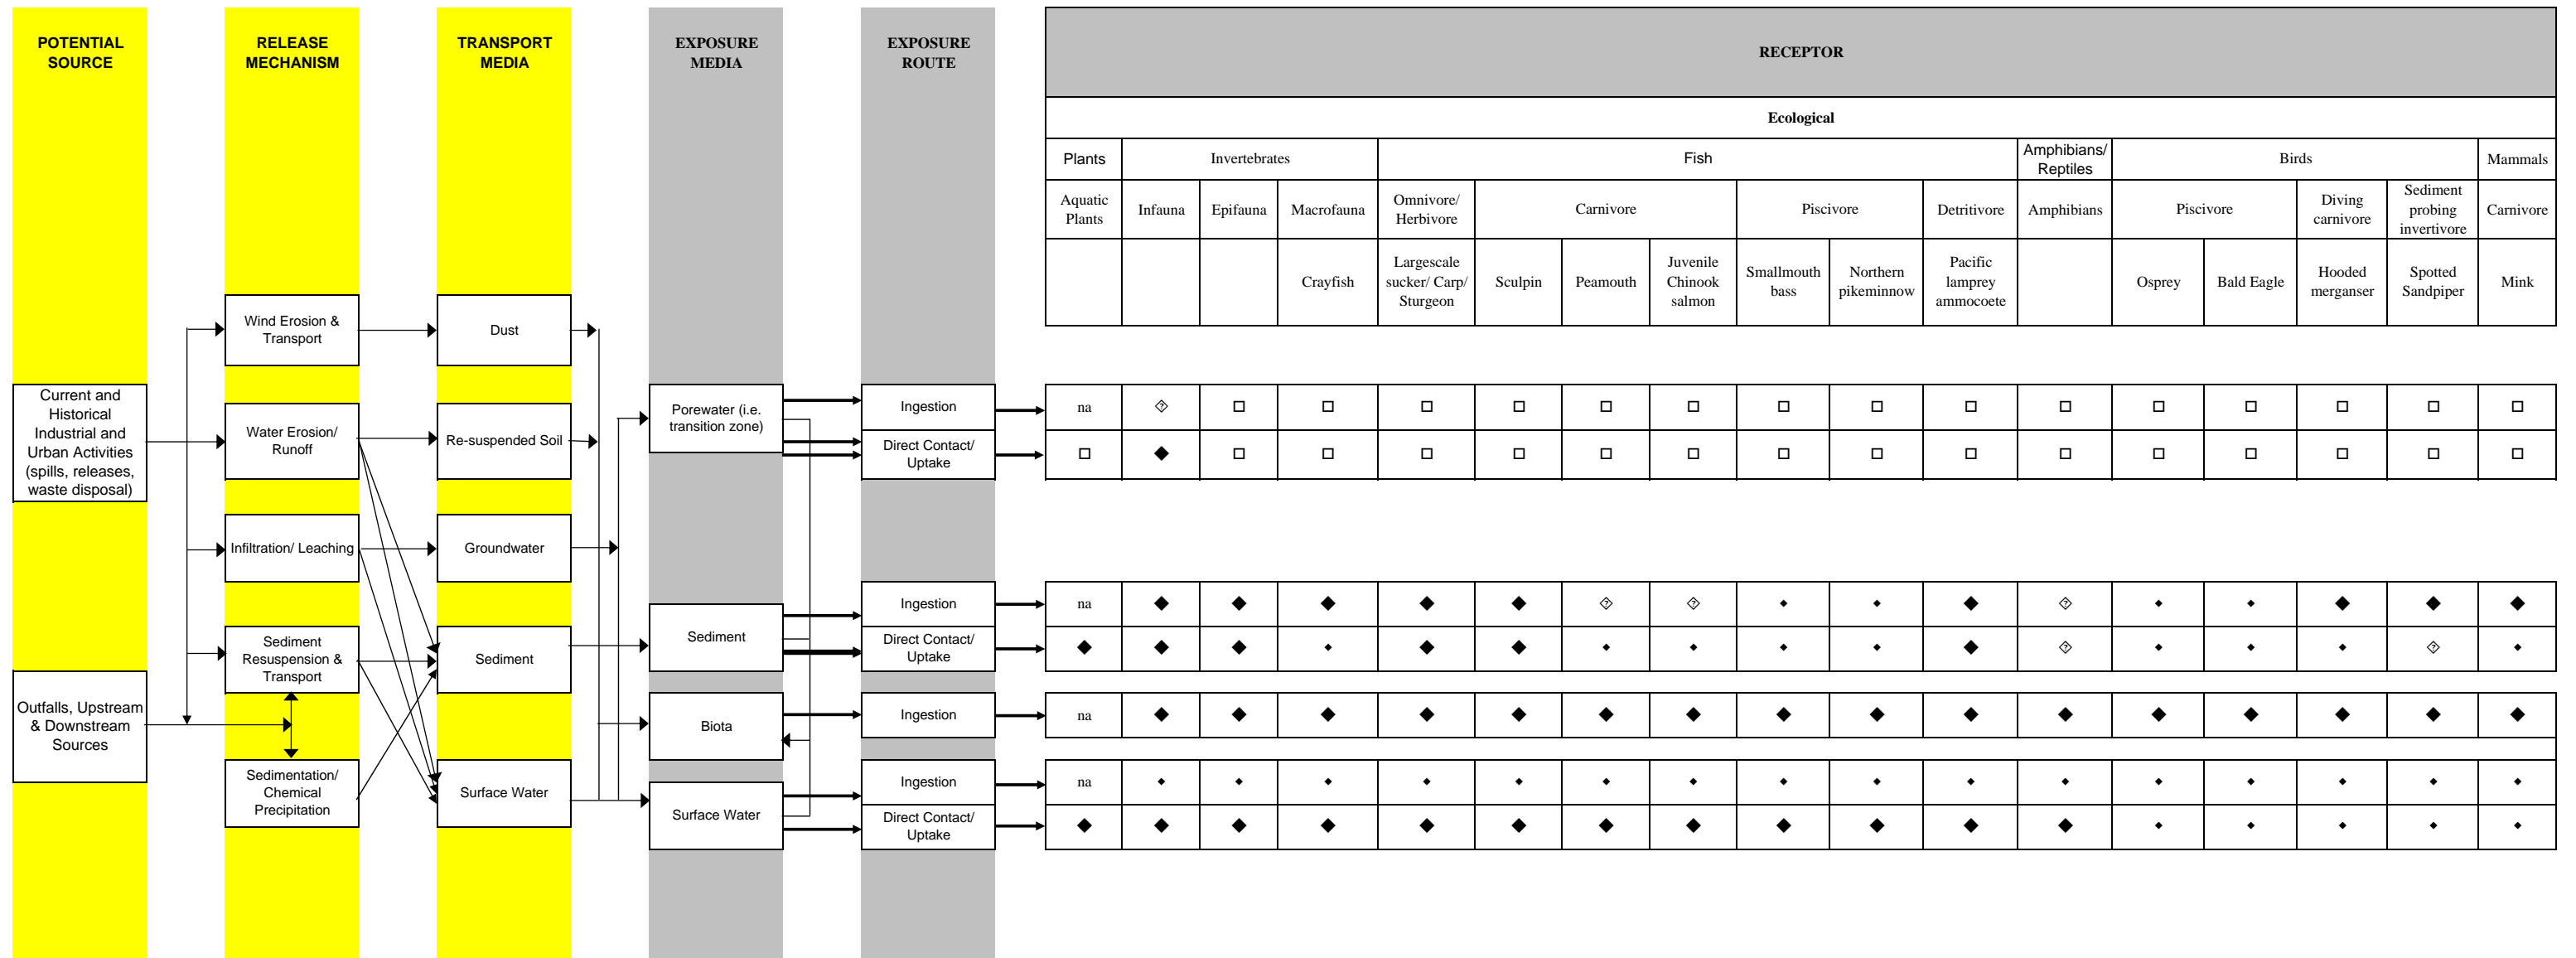 POTENTIAL
SOURCE
RELEASE
MECHANISM
TRANSPORT
MEDIA
EXPOSURE
MEDIA
EXPOSURE
ROUTE
RECEPTOR
Ecological
Plants
Invertebrates
Fish
Amphibians/
Reptiles
Birds
Mammals
Aquatic
Plants
Infauna
Epifauna
Macrofauna
Omnivore/
Herbivore
Carnivore
Piscivore
Detritivore
Amphibians
Piscivore
Diving
carnivore
Sediment
probing
invertivore
Carnivore
Crayfish
Largescale
sucker/ Carp/
Sturgeon
Sculpin
Peamouth
Juvenile
Chinook
salmon
Smallmouth
bass
Northern
pikeminnow
Pacific
lamprey
ammocoete
Osprey
Bald Eagle
Hooded
merganser
Spotted
Sandpiper
Mink
Current and
Historical
Industrial and
Urban Activities
(spills, releases,
waste disposal)
Outfalls, Upstream
& Downstream
Sources
Wind Erosion &
Transport
Water Erosion/
Runoff
Infiltration/ Leaching
Sediment
Resuspension &
Transport
Sedimentation/
Chemical
Precipitation
Dust
Re-suspended Soil
Groundwater
Sediment
Surface Water
Porewater (i.e.
transition zone)
Sediment
Biota
Surface Water
Ingestion
na
?
Direct Contact/
Uptake
Ingestion
na
? ? ?
Direct Contact/
Uptake
? ?
Ingestion
na
Ingestion
na
Direct Contact/
Uptake